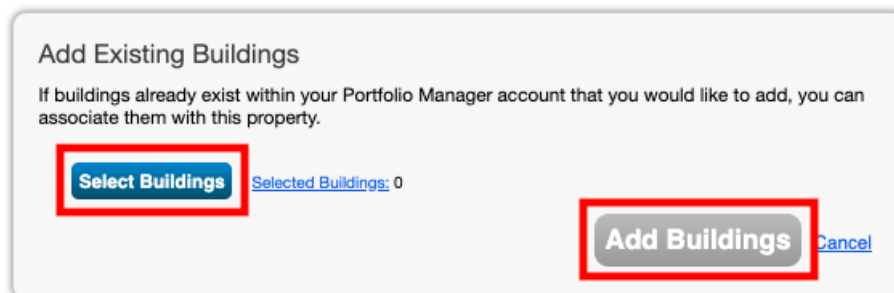 Add Existing Buildings
If buildings already exist within your Portfolio Manager account that you would like to add, you can
associate them with this property.
Select Buildings Selected Buildings: 0
Add Buildings Cancel